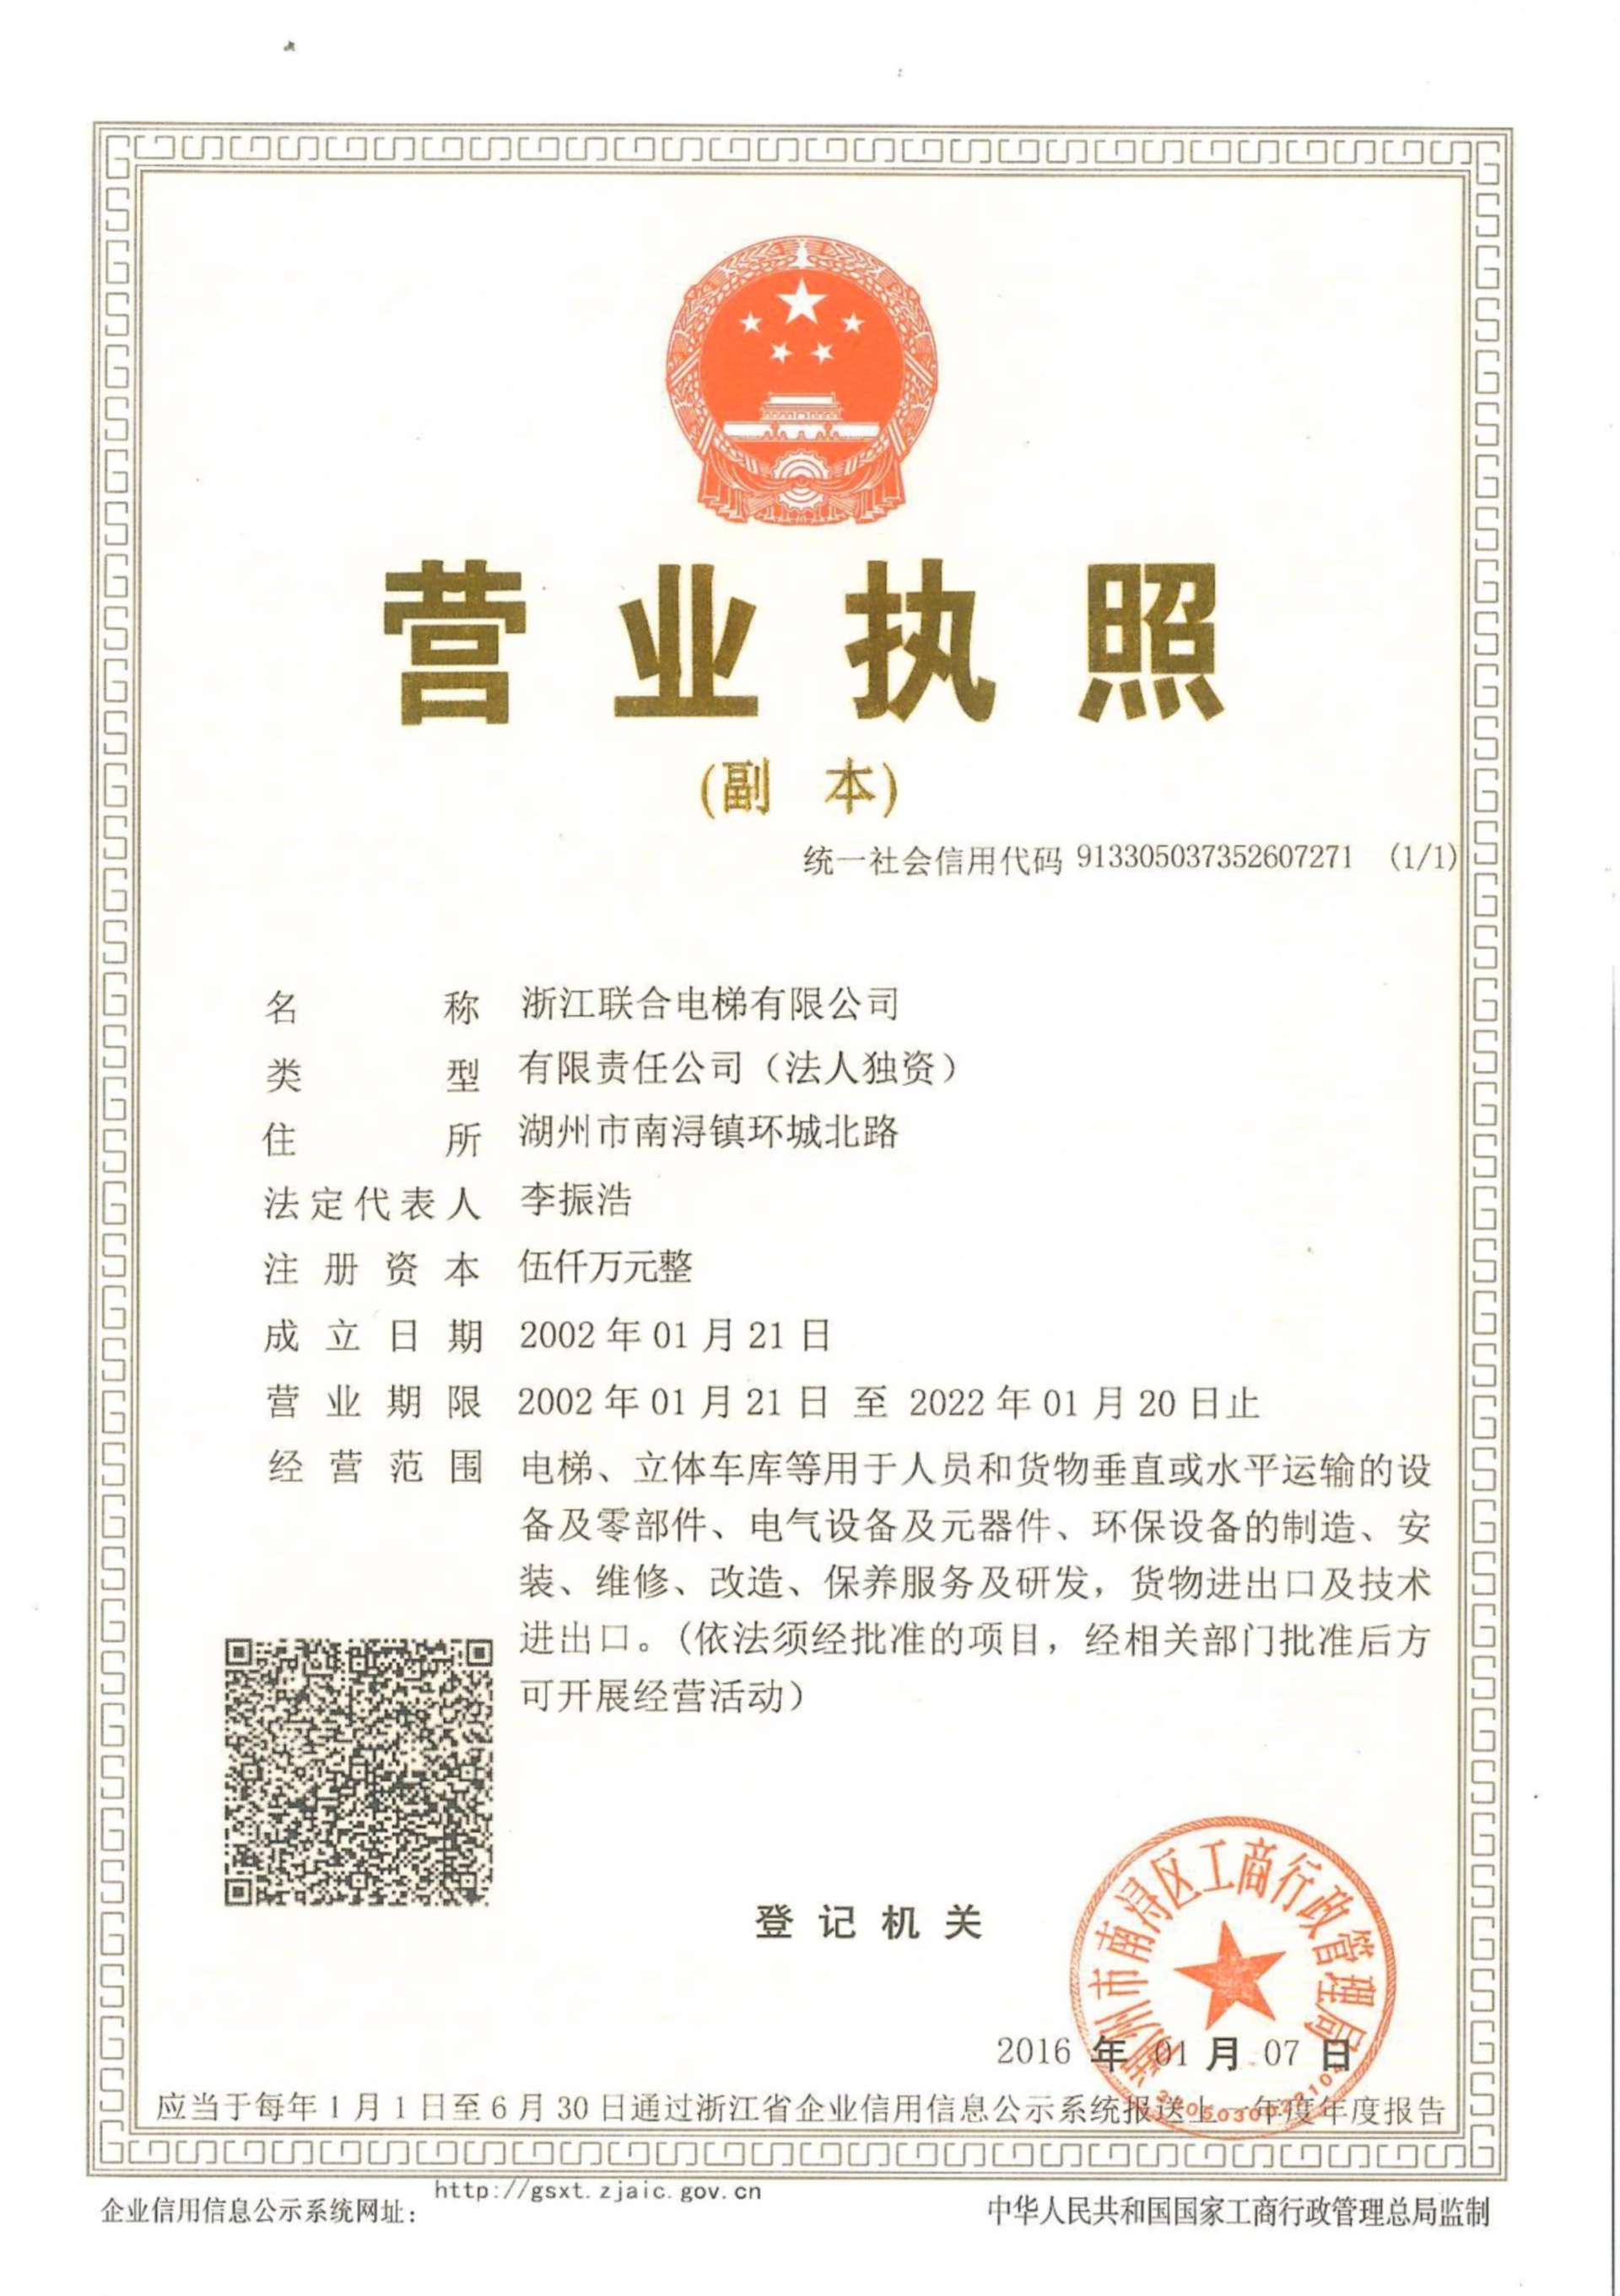 营业执照
(副 本)
统一社会信用代码 913305037352607271 (1/1)
名 称 浙江联合电梯有限公司
类 型 有限责任公司（法人独资）
住 所 湖州市南浔镇环城北路
法定代表人 李振浩
注册资本 伍仟万元整
成立日期 2002年01月21日
营业期限 2002年01月21日 至 2022年01月20日止
经营范围 电梯、立体车库等用于人员和货物垂直或水平运输的设
备及零部件、电气设备及元器件、环保设备的制造、安
装、维修、改造、保养服务及研发，货物进出口及技术
进出口。(依法须经批准的项目，经相关部门批准后方
可开展经营活动）
湖州市南浔区工商行政管理局
登记机关
2016 年 01 月 07 日
应当于每年1月1日至6月30日通过浙江省企业信用信息公示系统报送上一年度年度报告
企业信用信息公示系统网址: http://gsxt.zjaic.gov.cn
中华人民共和国国家工商行政管理总局监制